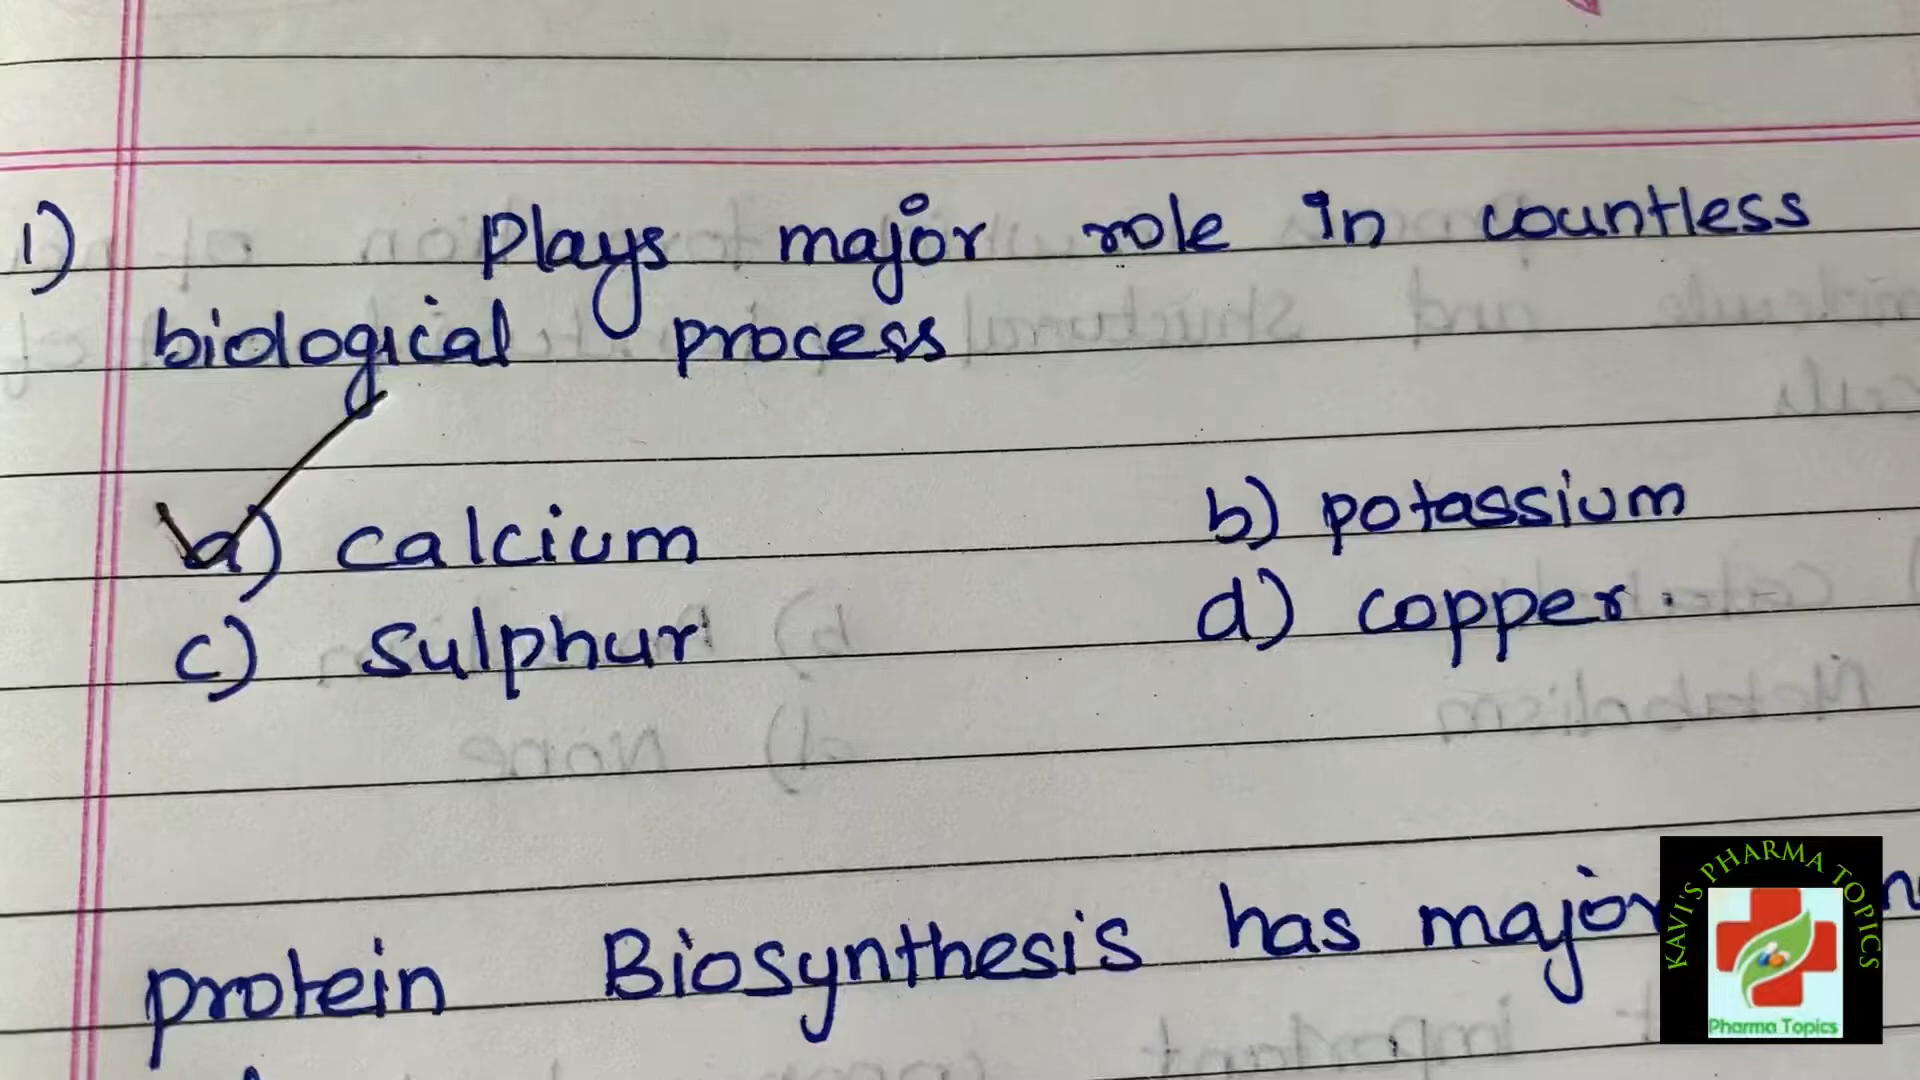 1) Plays major role in countless
biological process
a) calcium b) potassium
c) sulphur d) copper.
protein Biosynthesis has major
KAVI'S PHARMA TOPICS
Pharma Topics